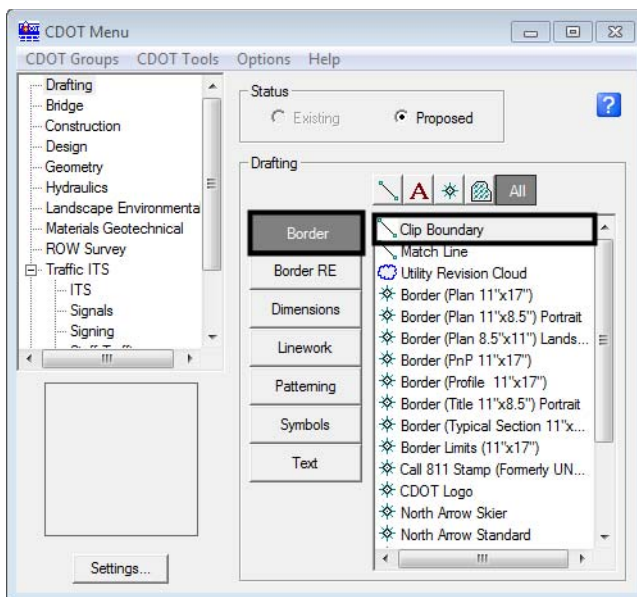 CDOT Menu
CDOT Groups CDOT Tools Options Help
Drafting
Bridge
Construction
Design
Geometry
Hydraulics
Landscape Environmenta
Materials Geotechnical
ROW Survey
Traffic ITS
ITS
Signals
Signing
Status
Existing
Proposed
?
Drafting
A
All
Border
Border RE
Dimensions
Linework
Patterning
Symbols
Text
Clip Boundary
Match Line
Utility Revision Cloud
Border (Plan 11"x17")
Border (Plan 11"x8.5") Portrait
Border (Plan 8.5"x11") Lands...
Border (PnP 11"x17")
Border (Profile 11"x17")
Border (Title 11"x8.5") Portrait
Border (Typical Section 11"x...
Border Limits (11"x17")
Call 811 Stamp (Formerly UN...
CDOT Logo
North Arrow Skier
North Arrow Standard
Settings...